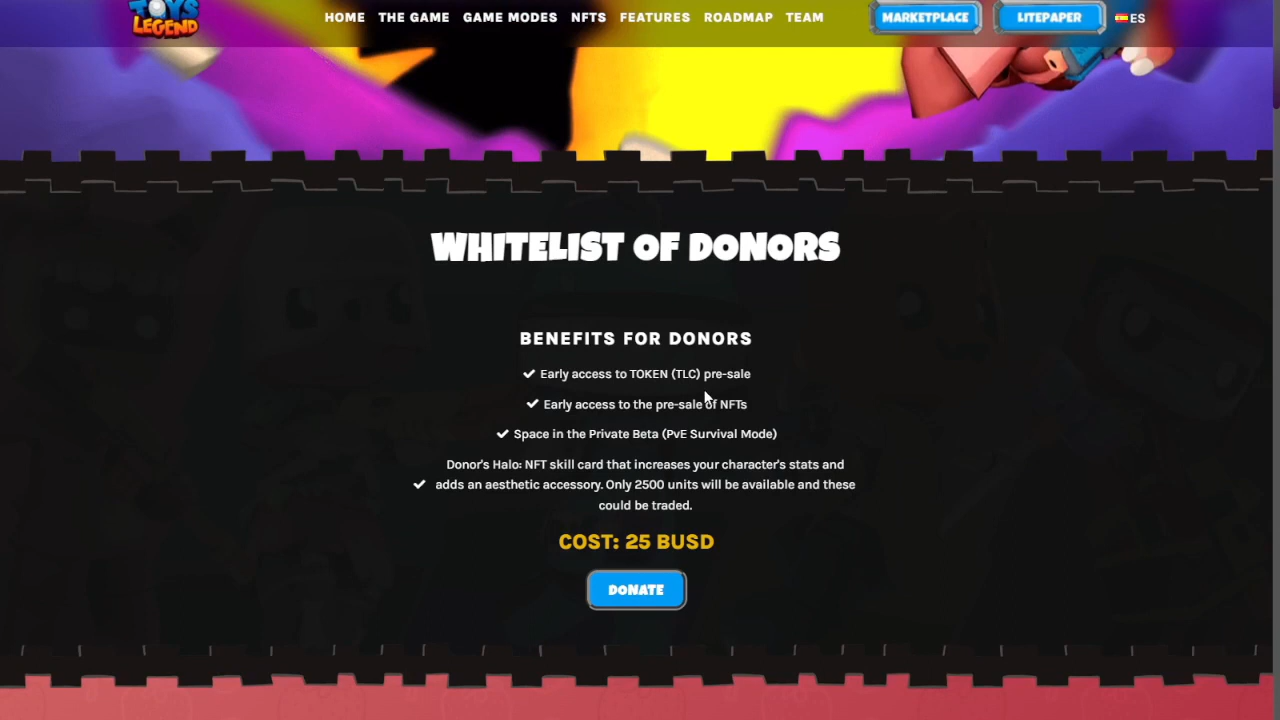 TOYS
LEGEND
HOME THE GAME GAME MODES NFTS FEATURES ROADMAP TEAM MARKETPLACE LITEPAPER ES
WHITELIST OF DONORS
BENEFITS FOR DONORS
Early access to TOKEN (TLC) pre-sale
Early access to the pre-sale of NFTs
Space in the Private Beta (PvE Survival Mode)
Donor's Halo: NFT skill card that increases your character's stats and
adds an aesthetic accessory. Only 2500 units will be available and these
could be traded.
COST: 25 BUSD
DONATE